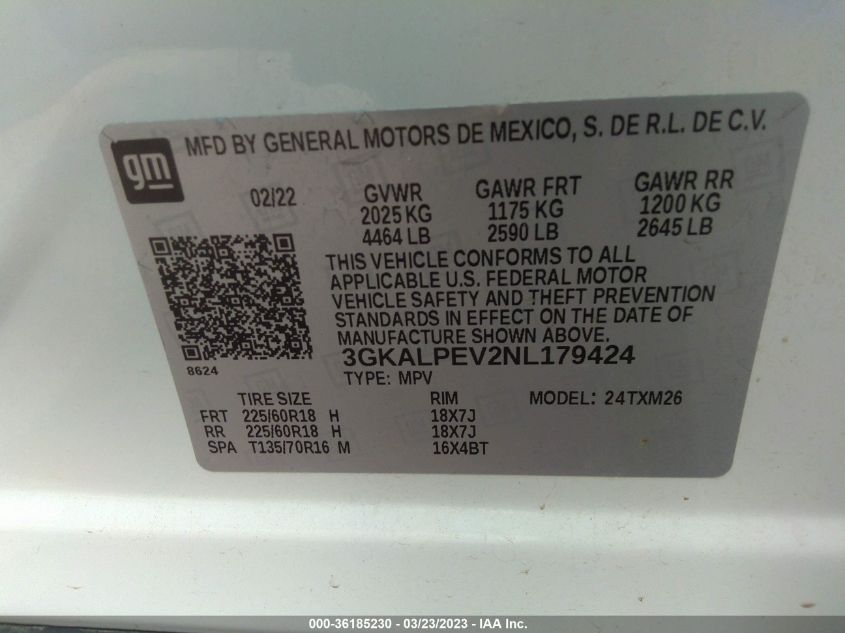 gm
MFD BY GENERAL MOTORS DE MEXICO, S. DE R.L. DE C.V.
02/22 GVWR GAWR FRT GAWR RR
2025 KG 1175 KG 1200 KG
4464 LB 2590 LB 2645 LB
THIS VEHICLE CONFORMS TO ALL
APPLICABLE U.S. FEDERAL MOTOR
VEHICLE SAFETY AND THEFT PREVENTION
STANDARDS IN EFFECT ON THE DATE OF
MANUFACTURE SHOWN ABOVE.
8624
3GKALPEV2NL179424
TYPE: MPV
TIRE SIZE RIM MODEL: 24TXM26
FRT 225/60R18 H 18X7J
RR 225/60R18 H 18X7J
SPA T135/70R16 M 16X4BT
000-36185230 - 03/23/2023 - IAA Inc.